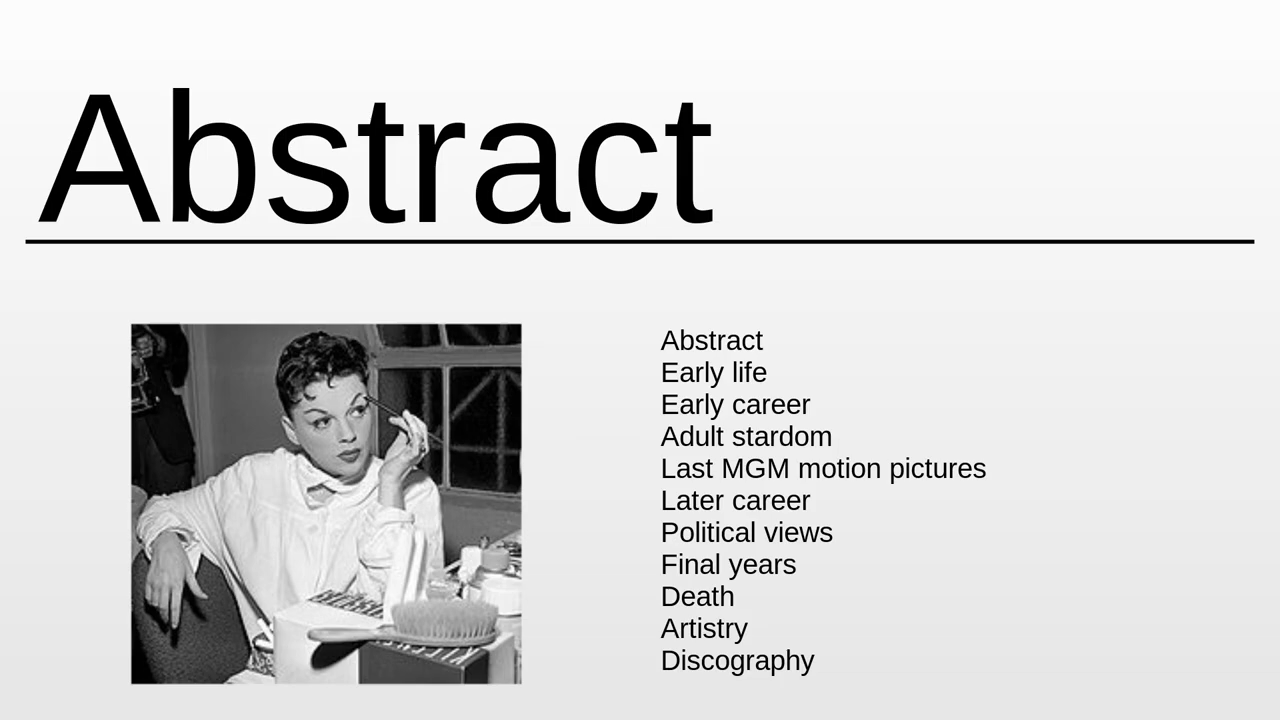 Abstract
Abstract
Early life
Early career
Adult stardom
Last MGM motion pictures
Later career
Political views
Final years
Death
Artistry
Discography